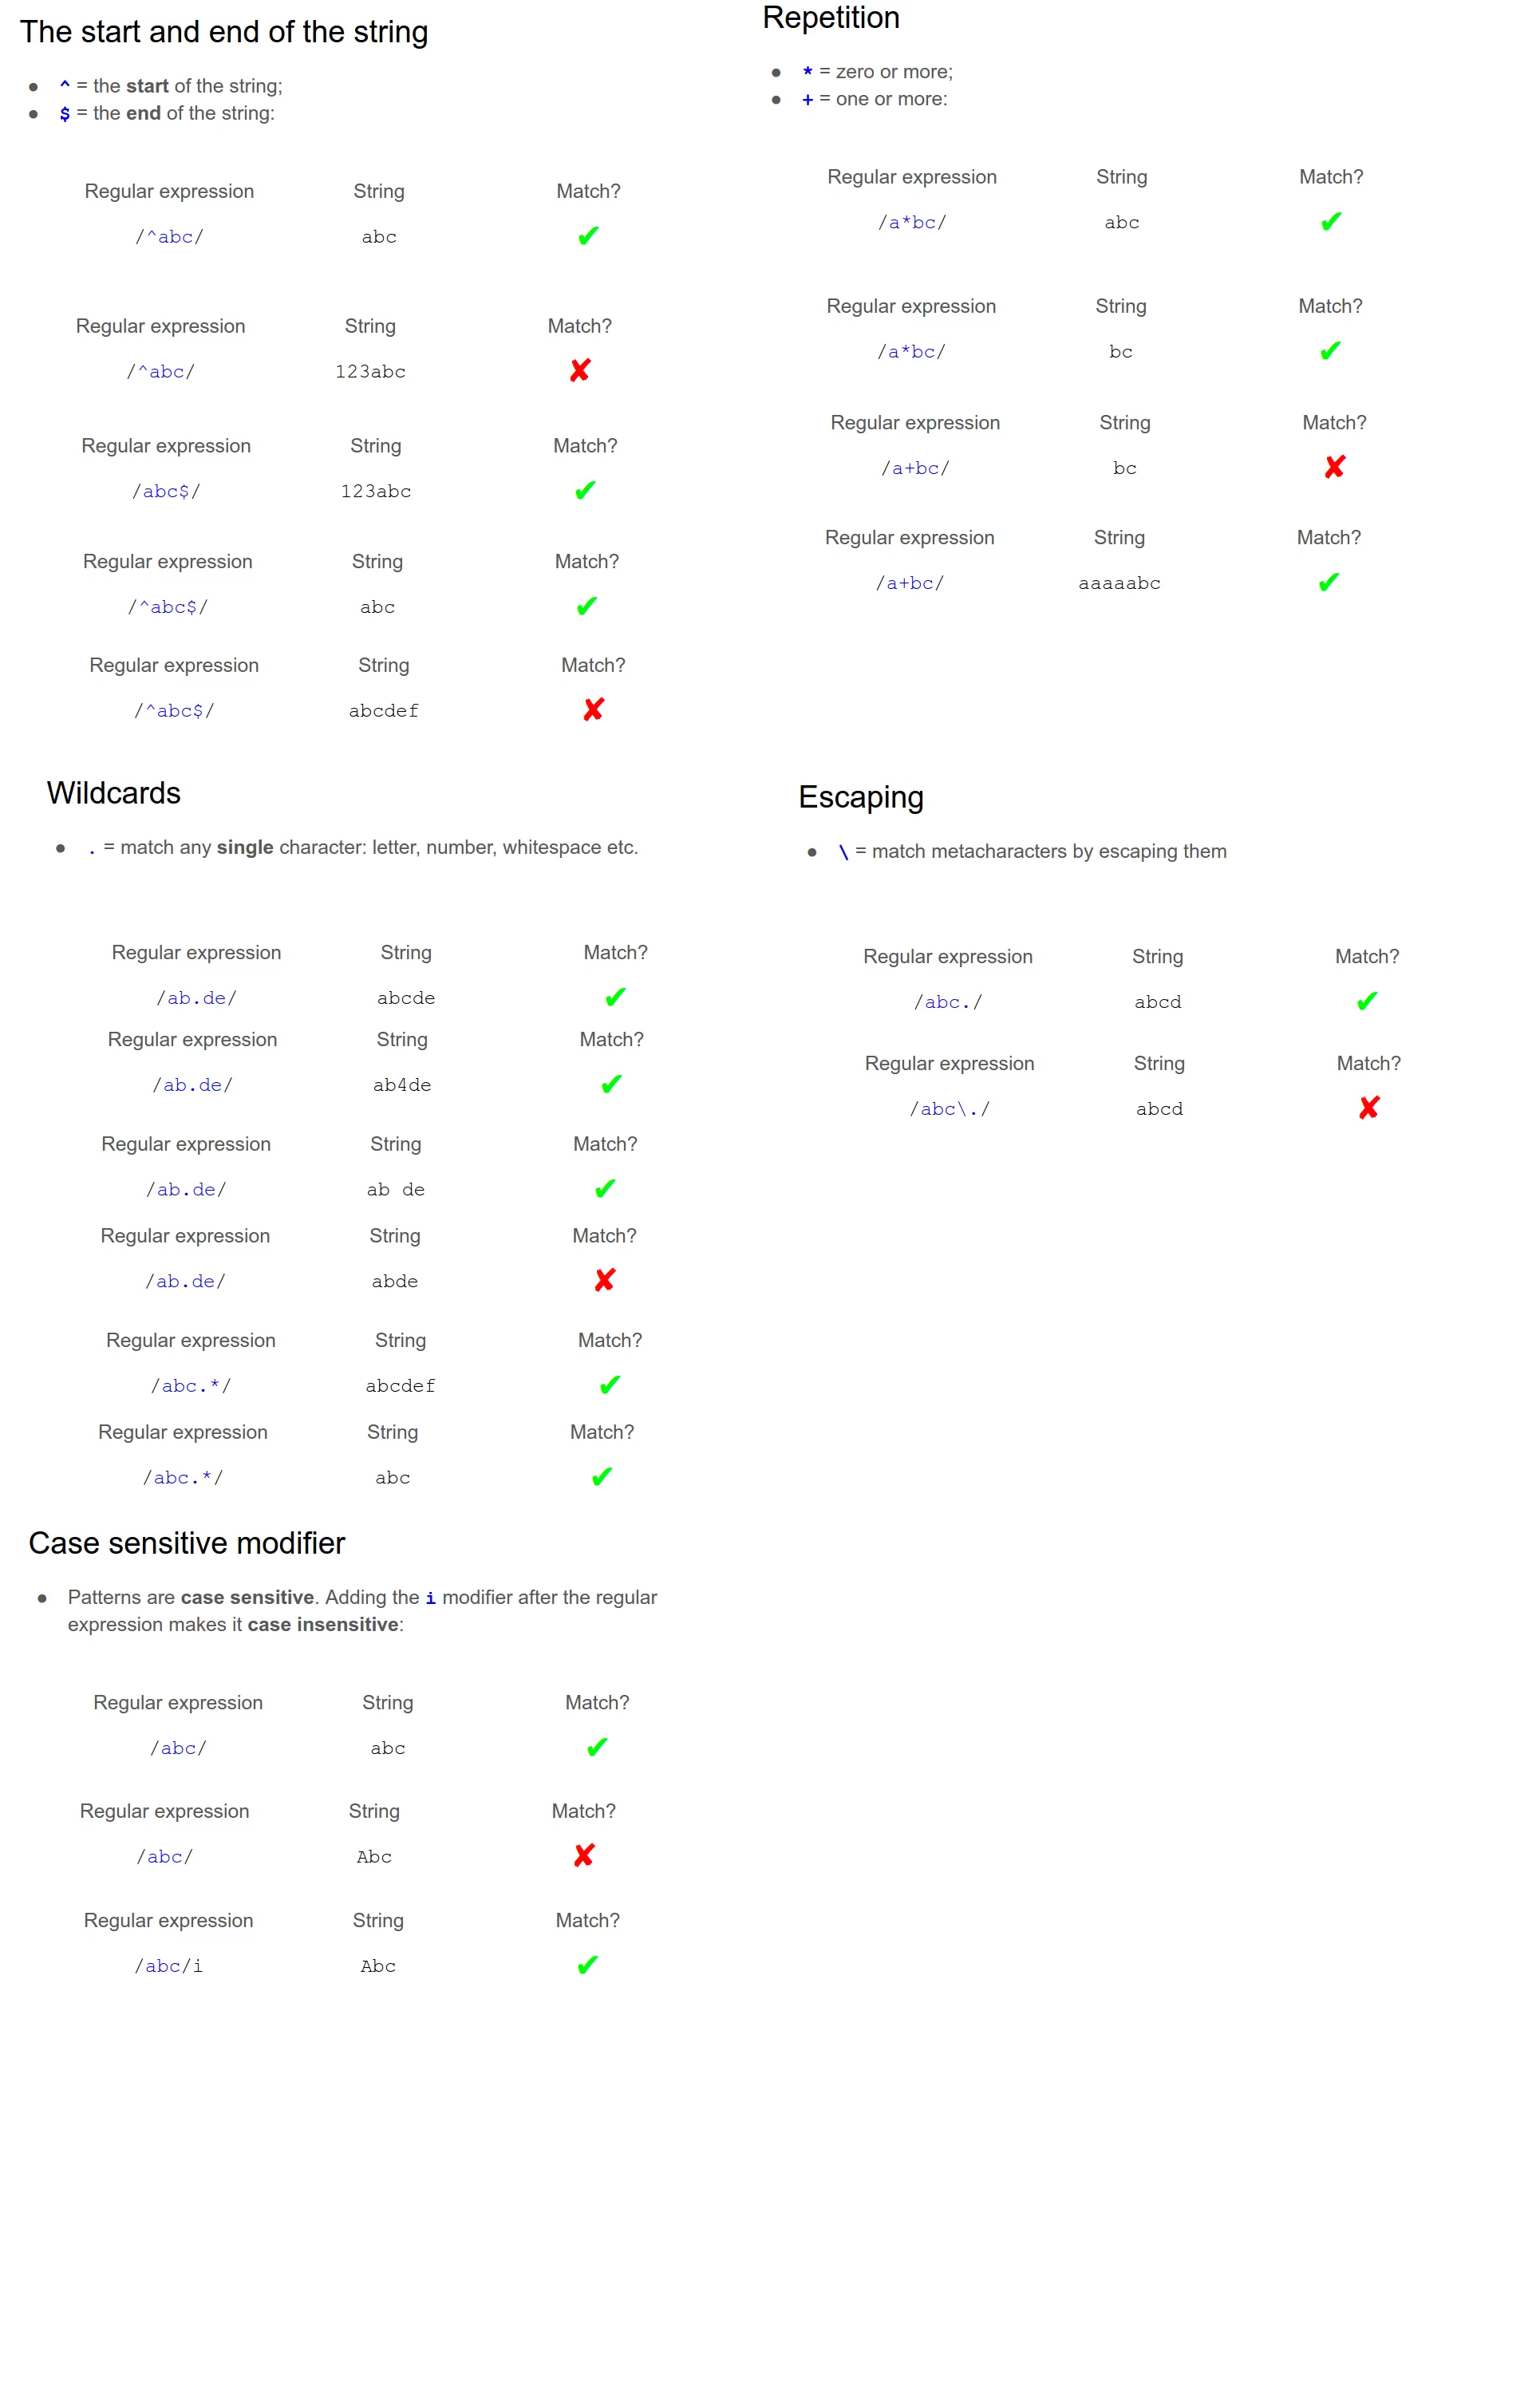 The start and end of the string
● ^ = the start of the string;
● $ = the end of the string:
Regular expression String Match?
/^abc/ abc ✔
Regular expression String Match?
/^abc/ 123abc ✘
Regular expression String Match?
/abc$/ 123abc ✔
Regular expression String Match?
/^abc$/ abc ✔
Regular expression String Match?
/^abc$/ abcdef ✘
Repetition
● * = zero or more;
● + = one or more:
Regular expression String Match?
/a*bc/ abc ✔
Regular expression String Match?
/a*bc/ bc ✔
Regular expression String Match?
/a+bc/ bc ✘
Regular expression String Match?
/a+bc/ aaaaabc ✔
Wildcards
● . = match any single character: letter, number, whitespace etc.
Regular expression String Match?
/ab.de/ abcde ✔
Regular expression String Match?
/ab.de/ ab4de ✔
Regular expression String Match?
/ab.de/ ab de ✔
Regular expression String Match?
/ab.de/ abde ✘
Regular expression String Match?
/abc.*/ abcdef ✔
Regular expression String Match?
/abc.*/ abc ✔
Escaping
● \ = match metacharacters by escaping them
Regular expression String Match?
/abc./ abcd ✔
Regular expression String Match?
/abc\./ abcd ✘
Case sensitive modifier
● Patterns are case sensitive. Adding the i modifier after the regular
expression makes it case insensitive:
Regular expression String Match?
/abc/ abc ✔
Regular expression String Match?
/abc/ Abc ✘
Regular expression String Match?
/abc/i Abc ✔